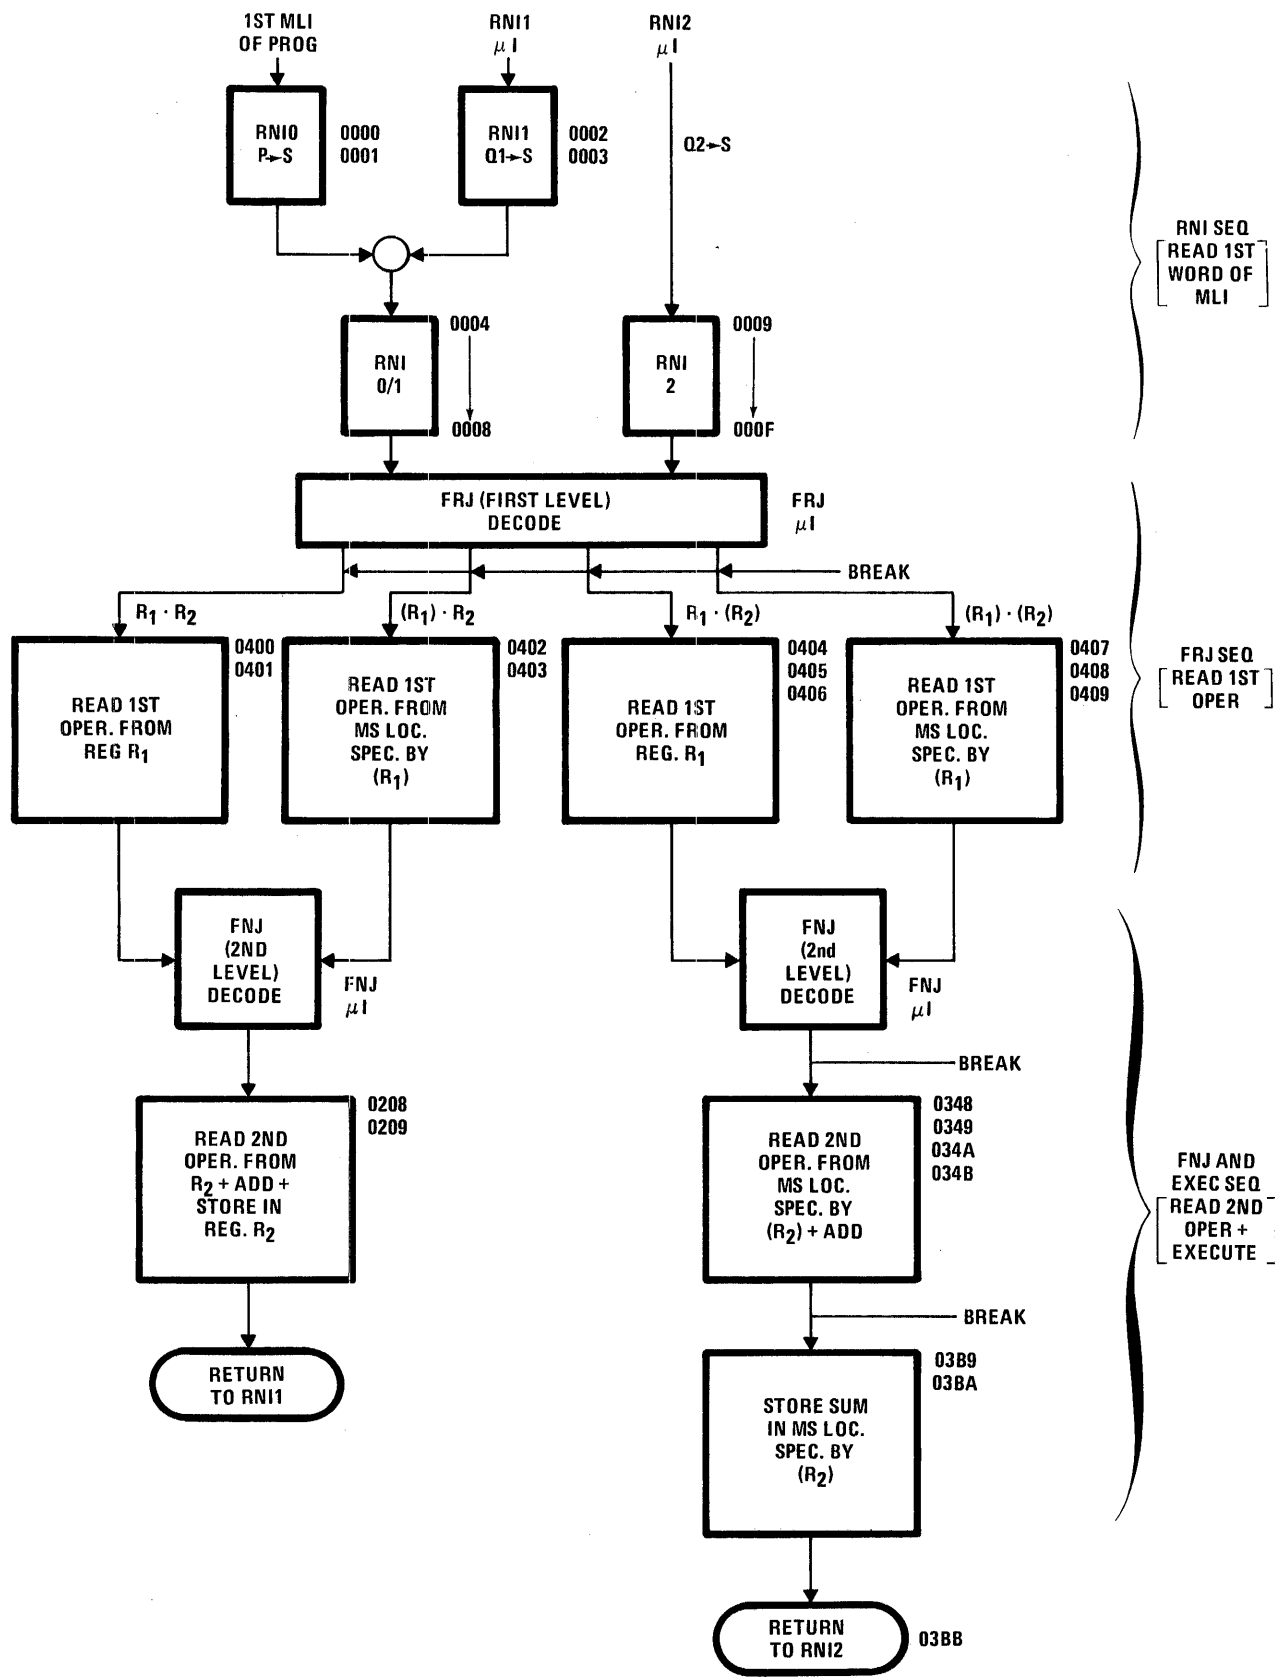 1ST MLI
OF PROG
RNI1
μI
RNI2
μI
RNI0
P→S
0000
0001
RNI1
Q1→S
0002
0003
Q2→S
RNI SEQ
READ 1ST
WORD OF
MLI
RNI
0/1
0004
0008
RNI
2
0009
000F
FRJ (FIRST LEVEL)
DECODE
FRJ
μI
BREAK
R1 · R2
(R1) · R2
R1 · (R2)
(R1) · (R2)
READ 1ST
OPER. FROM
REG R1
0400
0401
READ 1ST
OPER. FROM
MS LOC.
SPEC. BY
(R1)
0402
0403
READ 1ST
OPER. FROM
REG. R1
0404
0405
0406
READ 1ST
OPER. FROM
MS LOC.
SPEC. BY
(R1)
0407
0408
0409
FRJ SEQ
READ 1ST
OPER
FNJ
(2ND
LEVEL)
DECODE
FNJ
μI
FNJ
(2nd
LEVEL)
DECODE
FNJ
μI
BREAK
READ 2ND
OPER. FROM
R2 + ADD +
STORE IN
REG. R2
0208
0209
READ 2ND
OPER. FROM
MS LOC.
SPEC. BY
(R2) + ADD
0348
0349
034A
034B
FNJ AND
EXEC SEQ
READ 2ND
OPER +
EXECUTE
BREAK
RETURN
TO RNI1
STORE SUM
IN MS LOC.
SPEC. BY
(R2)
03B9
03BA
RETURN
TO RNI2
03BB